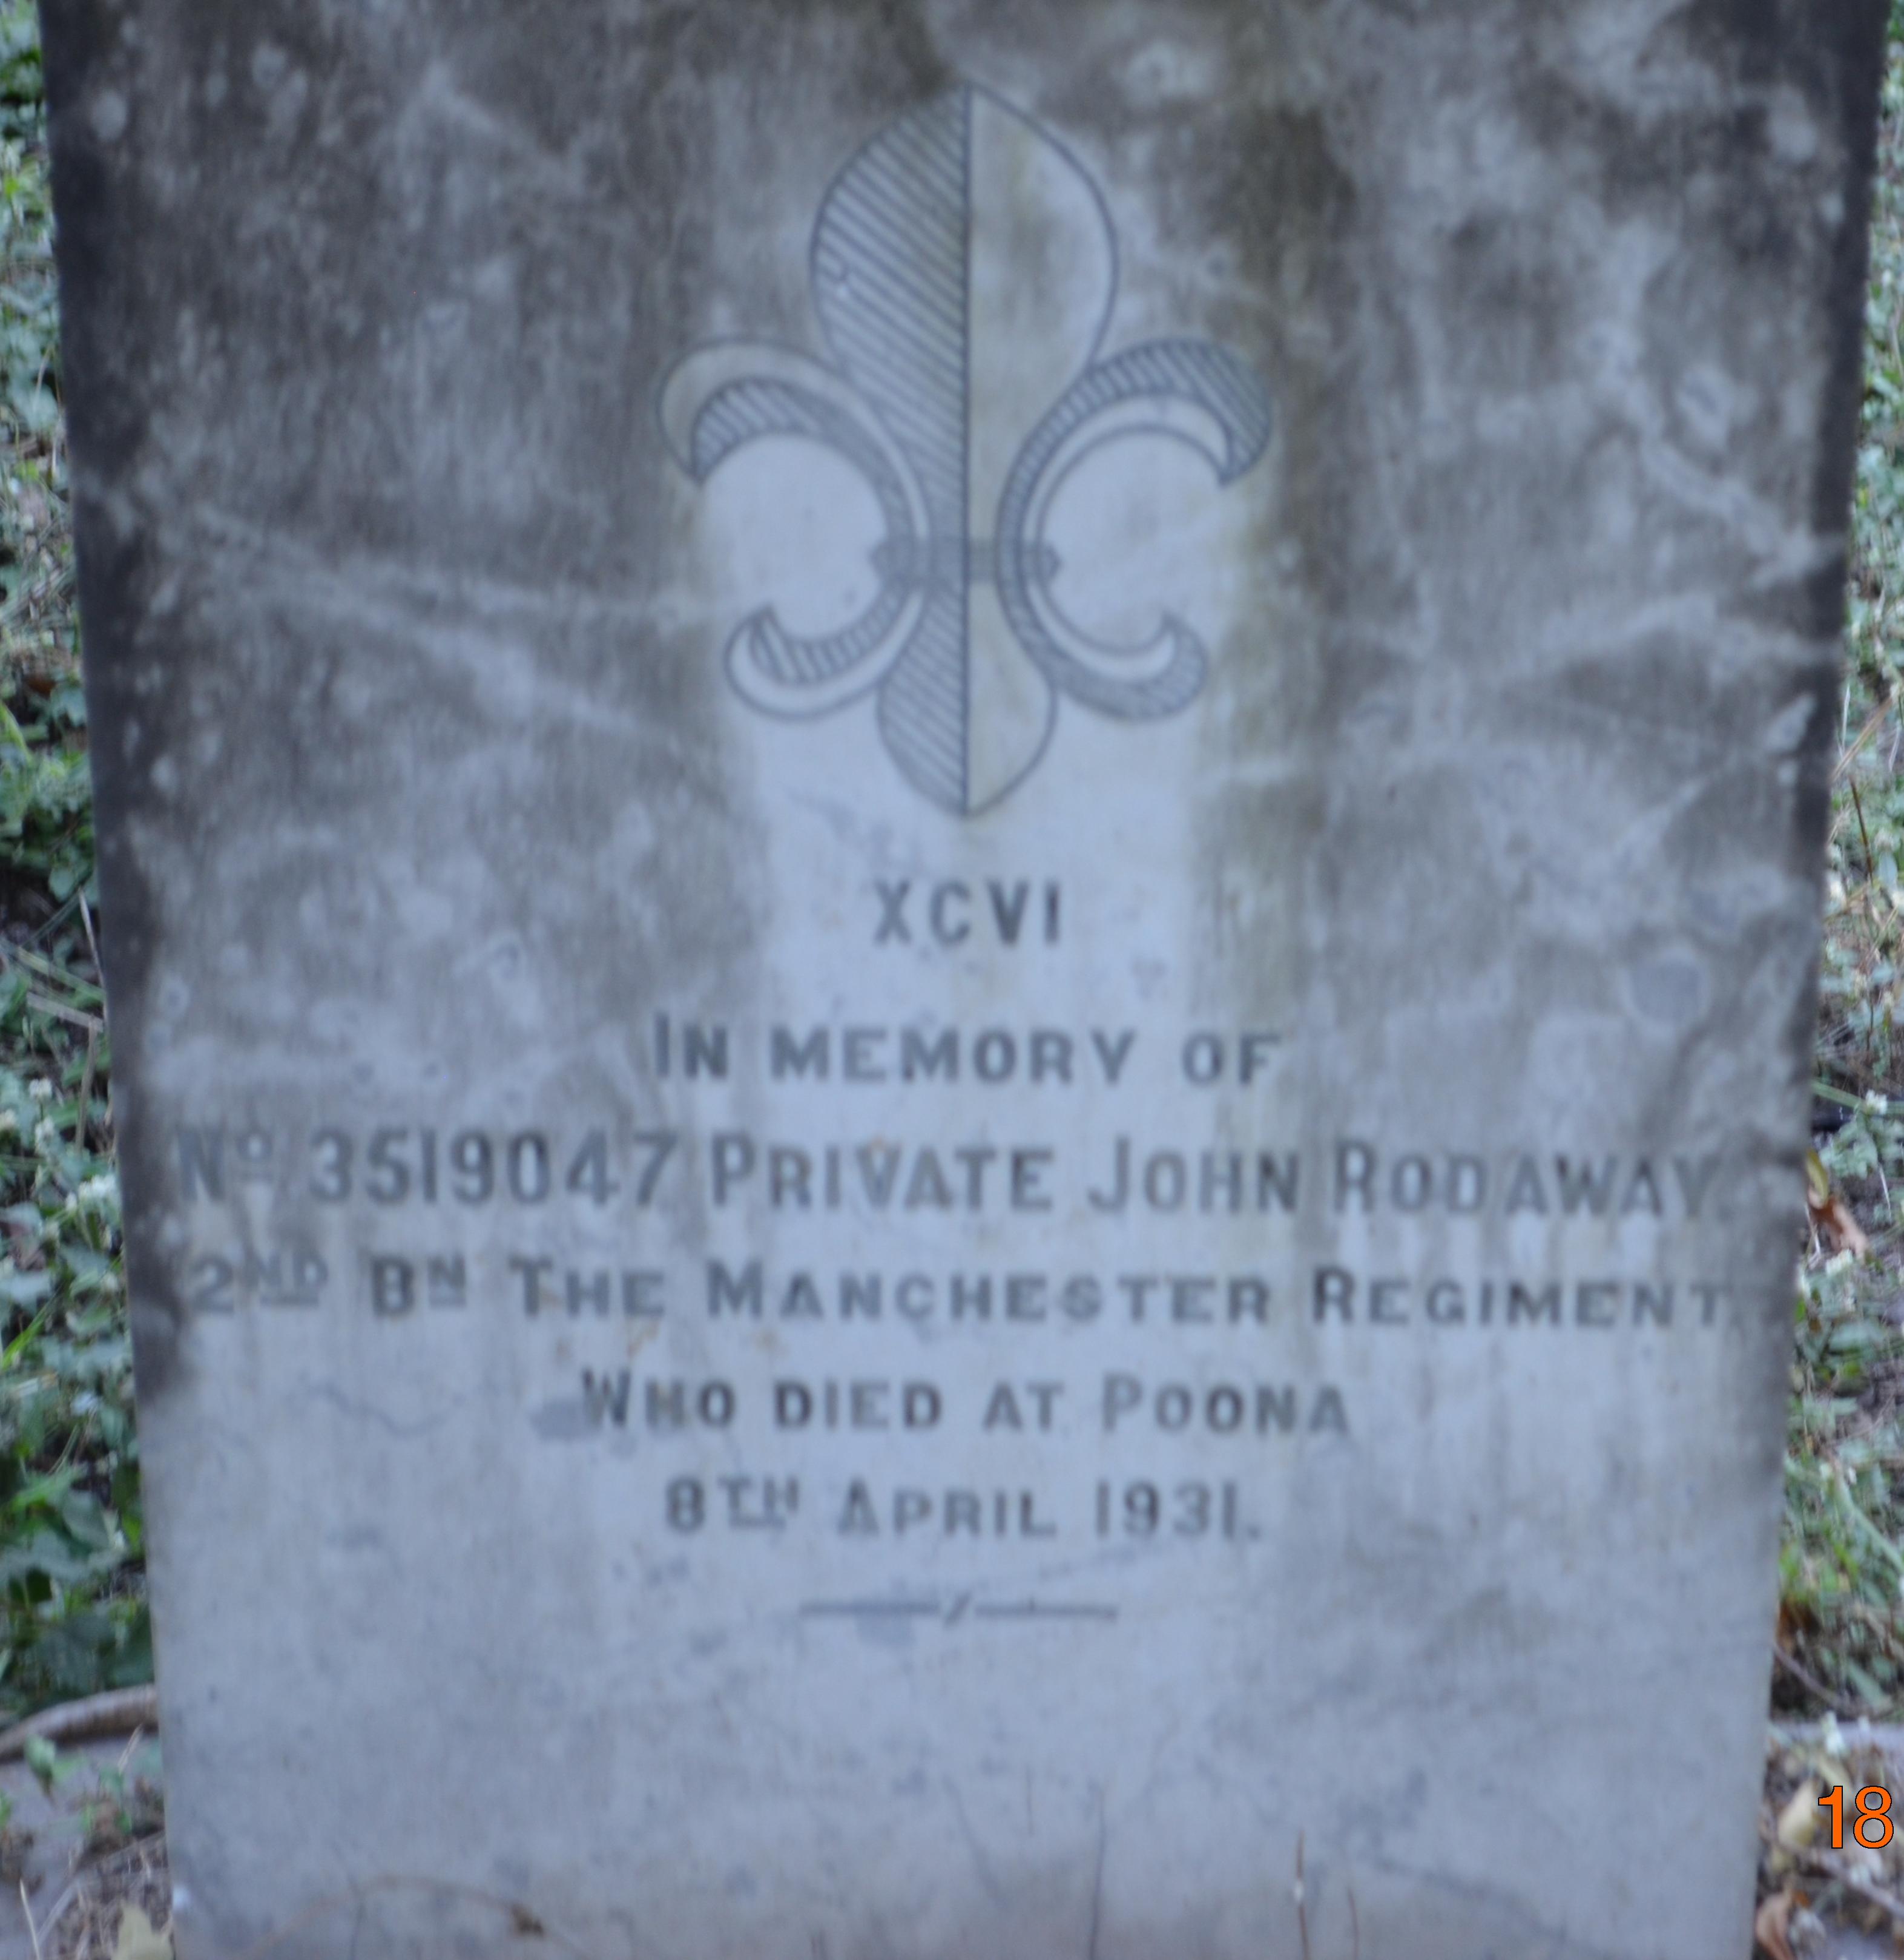 XCVI
IN MEMORY OF
Nº 3519047 PRIVATE JOHN RODAWAY.
2ND BN THE MANCHESTER REGIMENT
WHO DIED AT POONA
8TH APRIL 1931.
18